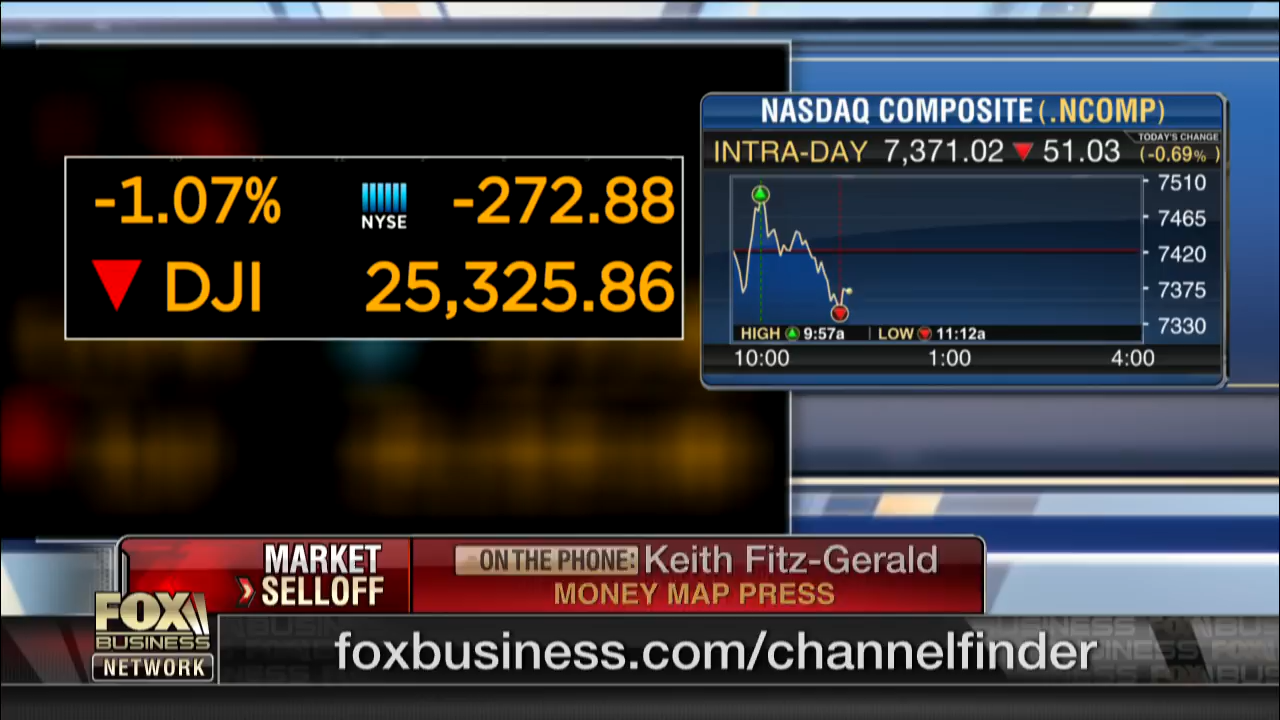 -1.07% NYSE -272.88
▼ DJI 25,325.86
NASDAQ COMPOSITE (.NCOMP)
TODAY'S CHANGE
INTRA-DAY 7,371.02 ▼ 51.03 (-0.69%)
7510
7465
7420
7375
7330
HIGH 9:57a | LOW 11:12a
10:00 1:00 4:00
MARKET
SELLOFF
ON THE PHONE: Keith Fitz-Gerald
MONEY MAP PRESS
FOX
BUSINESS
NETWORK
foxbusiness.com/channelfinder